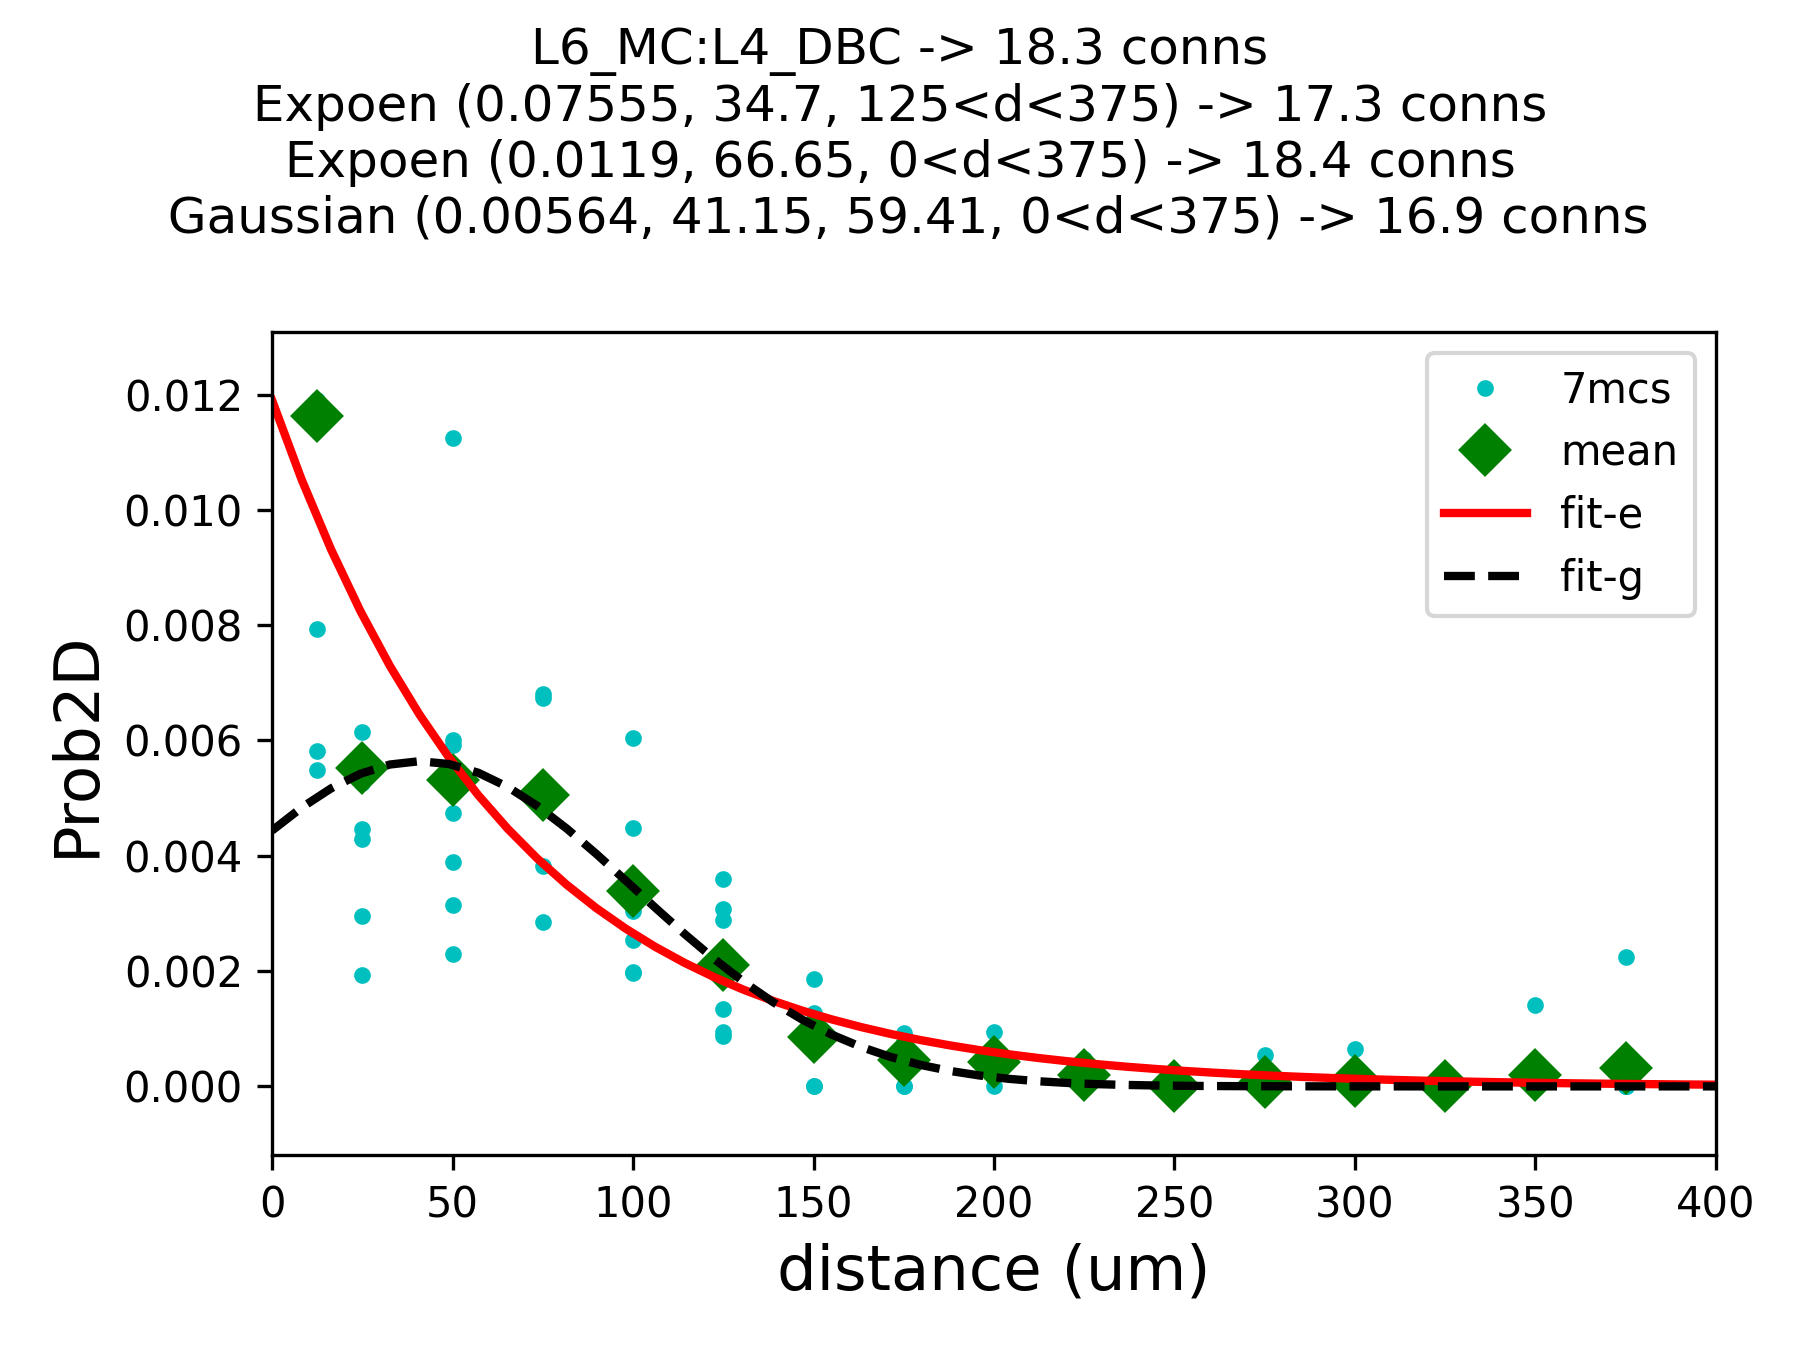 L6_MC:L4_DBC -> 18.3 conns
Expoen (0.07555, 34.7, 125<d<375) -> 17.3 conns
Expoen (0.0119, 66.65, 0<d<375) -> 18.4 conns
Gaussian (0.00564, 41.15, 59.41, 0<d<375) -> 16.9 conns
7mcs
mean
fit-e
fit-g
Prob2D
0.012
0.010
0.008
0.006
0.004
0.002
0.000
0 50 100 150 200 250 300 350 400
distance (um)